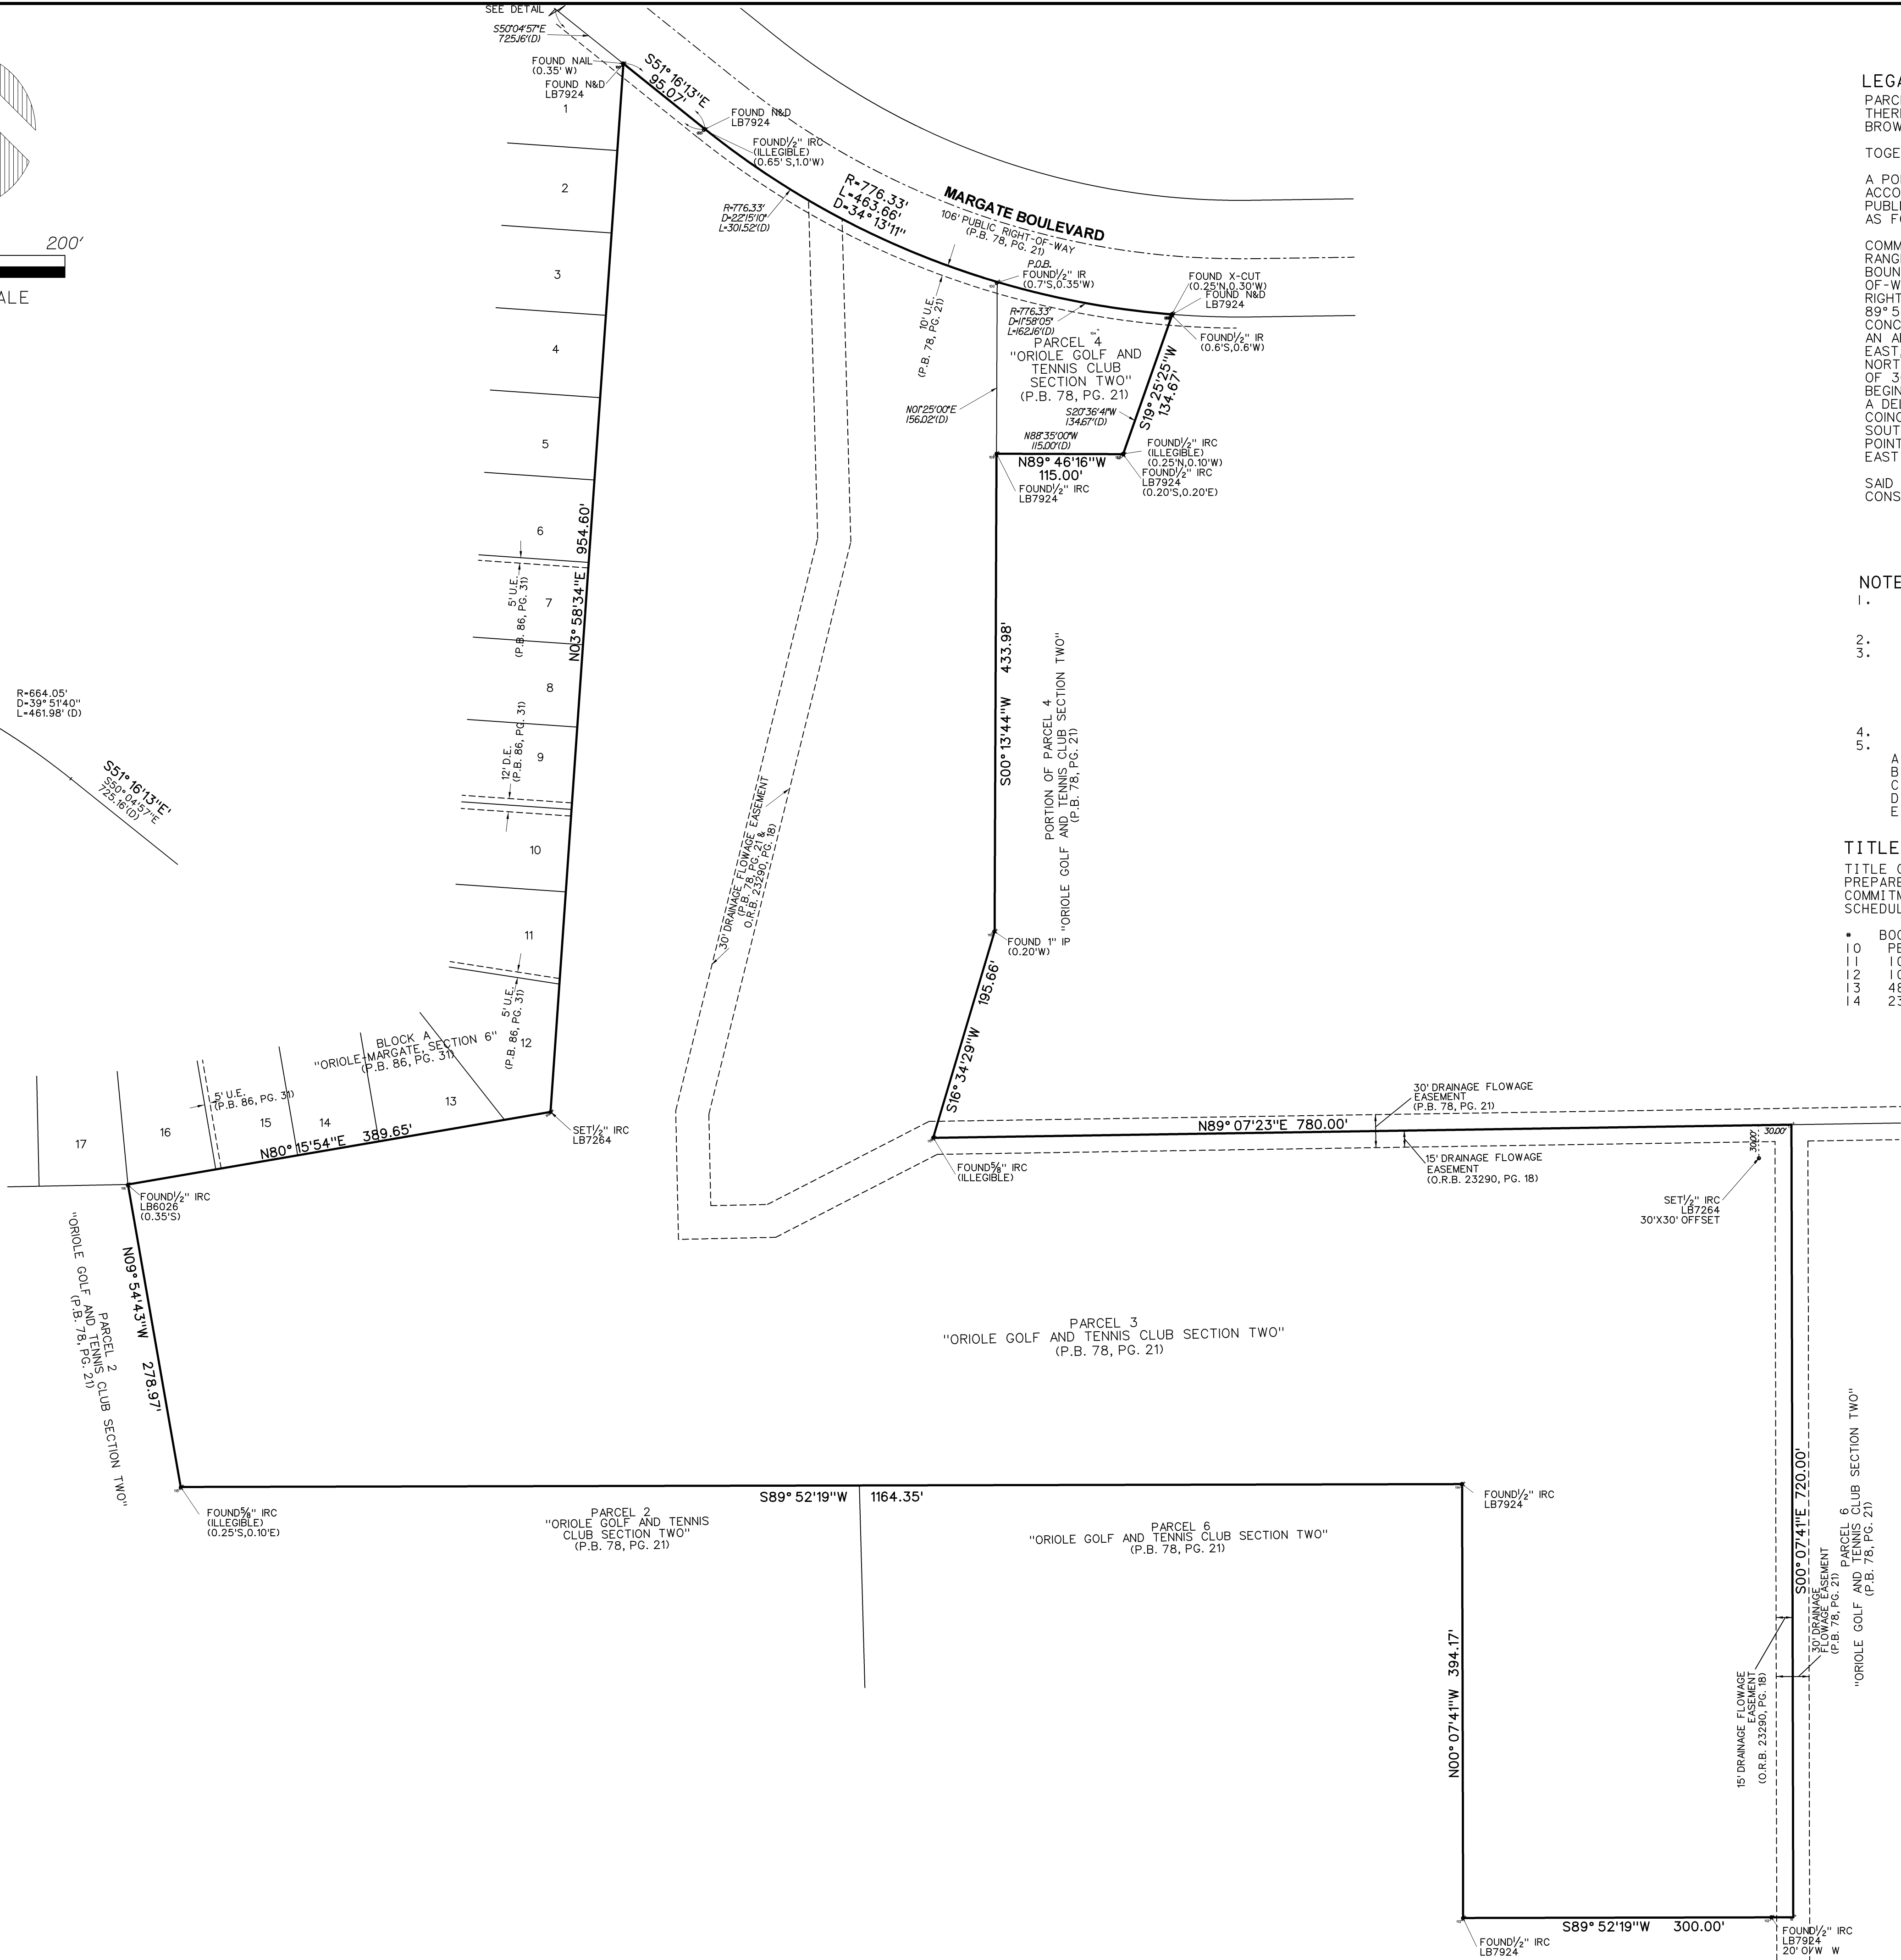 SEE DETAIL
S50°04'57"E
725.16'(D)
FOUND NAIL
(0.35' W)
FOUND N&D
LB7924
S51°16'13"E
95.07'
FOUND N&D
LB7924
FOUND 1/2" IRC
(ILLEGIBLE)
(0.65' S,1.0'W)
R=776.33'
D=22°15'10"
L=301.52'(D)
R=776.33'
L=463.66'
D=34°13'11"
MARGATE BOULEVARD
106' PUBLIC RIGHT-OF-WAY
(P.B. 78, PG. 21)
P.O.B.
FOUND 1/2" IR
(0.7'S,0.35'W)
FOUND X-CUT
(0.25'N,0.30'W)
FOUND N&D
LB7924
FOUND 1/2" IR
(0.6'S,0.6'W)
10' U.E.
(P.B. 78, PG. 21)
R=776.33'
D=11°58'05"
L=162.16'(D)
PARCEL 4
"ORIOLE GOLF AND
TENNIS CLUB
SECTION TWO"
(P.B. 78, PG. 21)
N01°25'00"E
156.02'(D)
S20°36'41"W
134.67'(D)
S19°25'25"W
134.67'
N88°35'00"W
115.00'(D)
N89°46'16"W
115.00'
FOUND 1/2" IRC
(ILLEGIBLE)
(0.25'N,0.10'W)
FOUND 1/2" IRC
LB7924
(0.20'S,0.20'E)
FOUND 1/2" IRC
LB7924
200'
ALE
1
2
3
4
5
6
7
8
9
10
11
12
13
14
15
16
17
5' U.E.
(P.B. 86, PG. 31)
N03°58'34"E 954.60'
12' D.E.
(P.B. 86, PG. 31)
5' U.E.
(P.B. 86, PG. 31)
R=664.05'
D=39°51'40"
L=461.98' (D)
S51°16'13"E'
S50°04'57"E
725.16'(D)
30' DRAINAGE FLOWAGE EASEMENT
(P.B. 78, PG. 21 &
O.R.B. 23290, PG. 18)
S00°13'44"W 433.98'
PORTION OF PARCEL 4
"ORIOLE GOLF AND TENNIS CLUB SECTION TWO"
(P.B. 78, PG. 21)
FOUND 1" IP
(0.20'W)
S16°34'29"W 195.66'
BLOCK A
"ORIOLE-MARGATE, SECTION 6"
(P.B. 86, PG. 31)
5' U.E.
(P.B. 86, PG. 31)
N80°15'54"E 389.65'
SET 1/2" IRC
LB7264
FOUND 1/2" IRC
LB6026
(0.35'S)
30' DRAINAGE FLOWAGE
EASEMENT
(P.B. 78, PG. 21)
N89°07'23"E 780.00'
FOUND 5/8" IRC
(ILLEGIBLE)
15' DRAINAGE FLOWAGE
EASEMENT
(O.R.B. 23290, PG. 18)
30.00'
30.00'
SET 1/2" IRC
LB7264
30'X30' OFFSET
N09°54'43"W 278.97'
PARCEL 2
"ORIOLE GOLF AND TENNIS CLUB SECTION TWO"
(P.B. 78, PG. 21)
PARCEL 3
"ORIOLE GOLF AND TENNIS CLUB SECTION TWO"
(P.B. 78, PG. 21)
S89°52'19"W 1164.35'
FOUND 5/8" IRC
(ILLEGIBLE)
(0.25'S,0.10'E)
PARCEL 2
"ORIOLE GOLF AND TENNIS
CLUB SECTION TWO"
(P.B. 78, PG. 21)
PARCEL 6
"ORIOLE GOLF AND TENNIS CLUB SECTION TWO"
(P.B. 78, PG. 21)
FOUND 1/2" IRC
LB7924
N00°07'41"W 394.17'
S00°07'41"E 720.00'
15' DRAINAGE FLOWAGE
EASEMENT
(O.R.B. 23290, PG. 18)
30' DRAINAGE
FLOWAGE EASEMENT
(P.B. 78, PG. 21)
PARCEL 6
"ORIOLE GOLF AND TENNIS CLUB SECTION TWO"
(P.B. 78, PG. 21)
S89°52'19"W 300.00'
FOUND 1/2" IRC
LB7924
FOUND 1/2" IRC
LB7924
20' O/W W
LEGA
PARC
THER
BROW
TOGE
A POR
ACCO
PUBLI
AS FO
COMM
RANG
BOUN
OF-W
RIGHT
89°5
CONC
AN AR
EAST
NORT
OF 3
BEGIN
A DEL
COINC
SOUT
POINT
EAST
SAID
CONS
NOTE
1.
2.
3.
4.
5.
A
B
C
D
E
TITLE
TITLE C
PREPARE
COMMITM
SCHEDUL
* BOO
10 PE
11 10
12 10
13 48
14 23